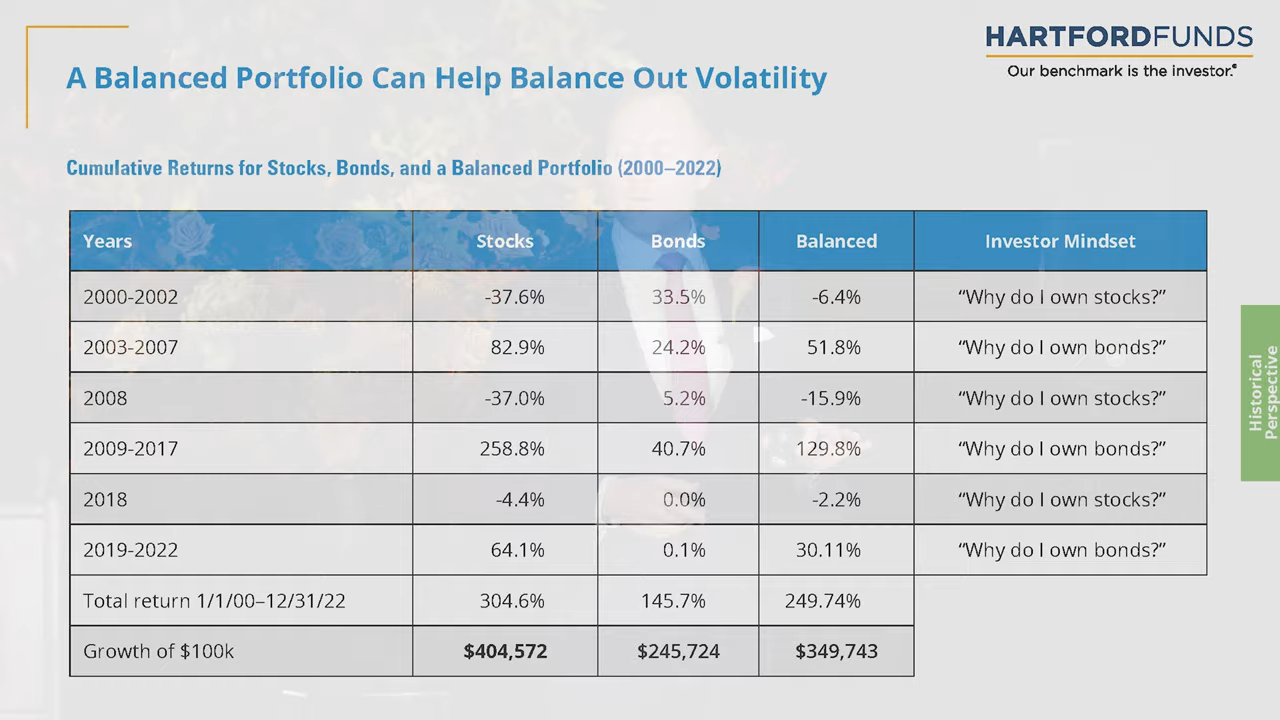 HARTFORDFUNDS
Our benchmark is the investor.®
A Balanced Portfolio Can Help Balance Out Volatility
Cumulative Returns for Stocks, Bonds, and a Balanced Portfolio (2000–2022)
Years Stocks Bonds Balanced Investor Mindset
2000-2002 -37.6% 33.5% -6.4% “Why do I own stocks?”
2003-2007 82.9% 24.2% 51.8% “Why do I own bonds?”
2008 -37.0% 5.2% -15.9% “Why do I own stocks?”
2009-2017 258.8% 40.7% 129.8% “Why do I own bonds?”
2018 -4.4% 0.0% -2.2% “Why do I own stocks?”
2019-2022 64.1% 0.1% 30.11% “Why do I own bonds?”
Total return 1/1/00–12/31/22 304.6% 145.7% 249.74%
Growth of $100k $404,572 $245,724 $349,743
Historical
Perspective